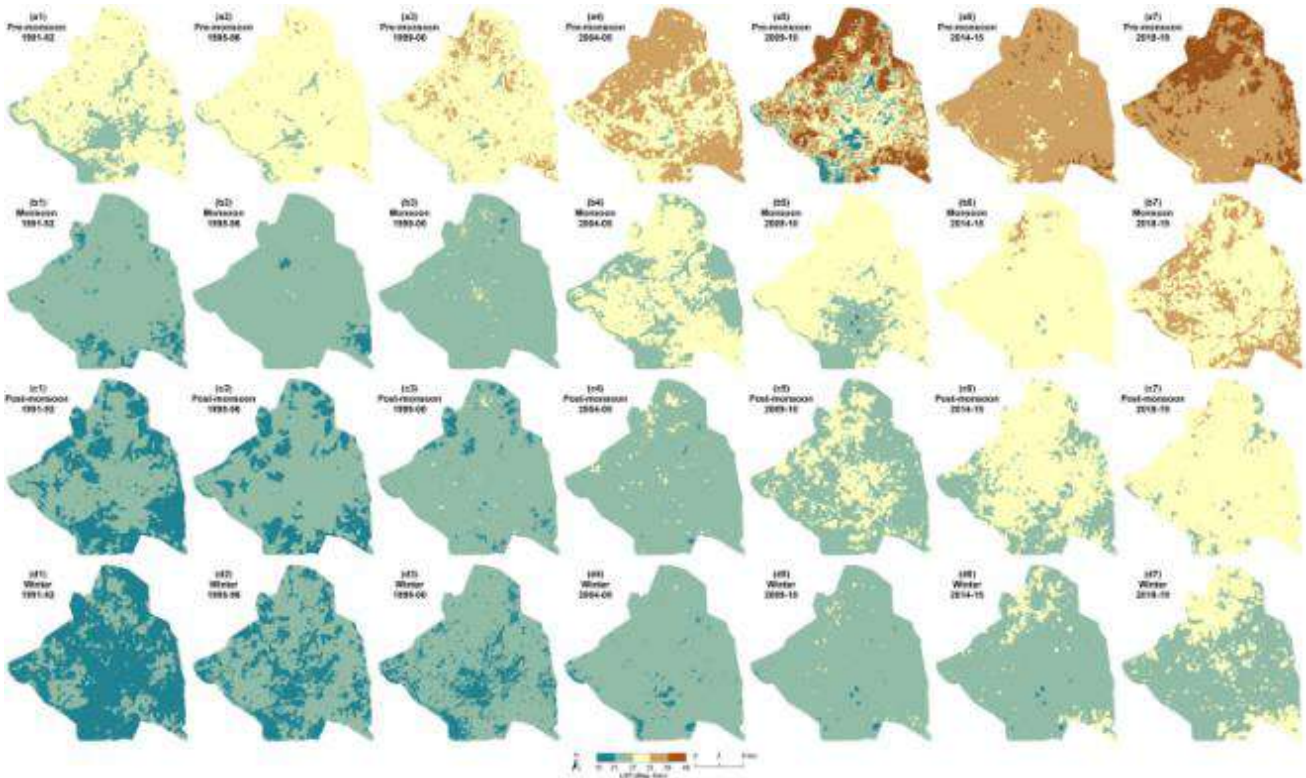 (a1)
Pre-monsoon
1991-92
(a2)
Pre-monsoon
1995-96
(a3)
Pre-monsoon
1999-00
(a4)
Pre-monsoon
2004-05
(a5)
Pre-monsoon
2009-10
(a6)
Pre-monsoon
2014-15
(a7)
Pre-monsoon
2018-19
(b1)
Monsoon
1991-92
(b2)
Monsoon
1995-96
(b3)
Monsoon
1999-00
(b4)
Monsoon
2004-05
(b5)
Monsoon
2009-10
(b6)
Monsoon
2014-15
(b7)
Monsoon
2018-19
(c1)
Post-monsoon
1991-92
(c2)
Post-monsoon
1995-96
(c3)
Post-monsoon
1999-00
(c4)
Post-monsoon
2004-05
(c5)
Post-monsoon
2009-10
(c6)
Post-monsoon
2014-15
(c7)
Post-monsoon
2018-19
(d1)
Winter
1991-92
(d2)
Winter
1995-96
(d3)
Winter
1999-00
(d4)
Winter
2004-05
(d5)
Winter
2009-10
(d6)
Winter
2014-15
(d7)
Winter
2018-19